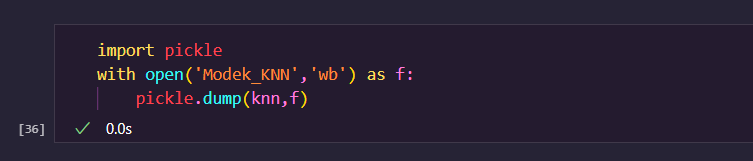 import pickle
with open('Modek_KNN','wb') as f:
    pickle.dump(knn,f)
[36] ✓ 0.0s